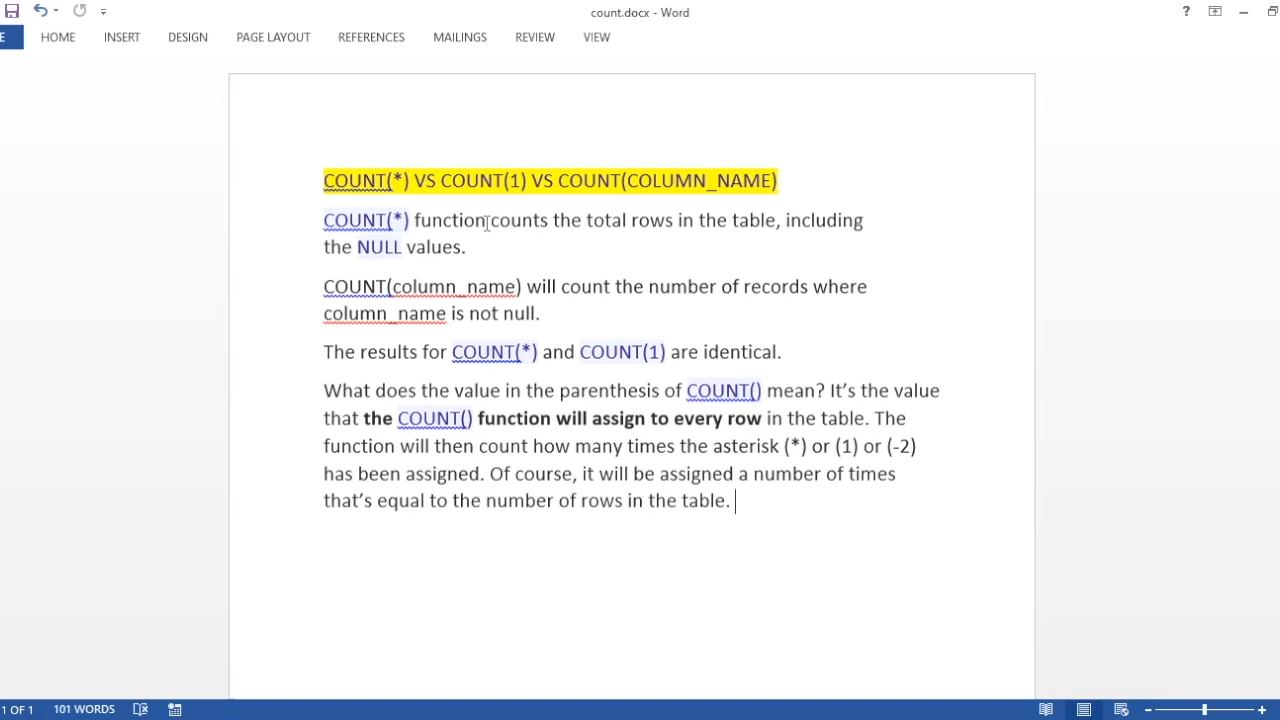 count.docx - Word
?
E HOME INSERT DESIGN PAGE LAYOUT REFERENCES MAILINGS REVIEW VIEW
COUNT(*) VS COUNT(1) VS COUNT(COLUMN_NAME)
COUNT(*) function counts the total rows in the table, including
the NULL values.
COUNT(column_name) will count the number of records where
column_name is not null.
The results for COUNT(*) and COUNT(1) are identical.
What does the value in the parenthesis of COUNT() mean? It’s the value
that the COUNT() function will assign to every row in the table. The
function will then count how many times the asterisk (*) or (1) or (-2)
has been assigned. Of course, it will be assigned a number of times
that’s equal to the number of rows in the table.
1 OF 1 101 WORDS